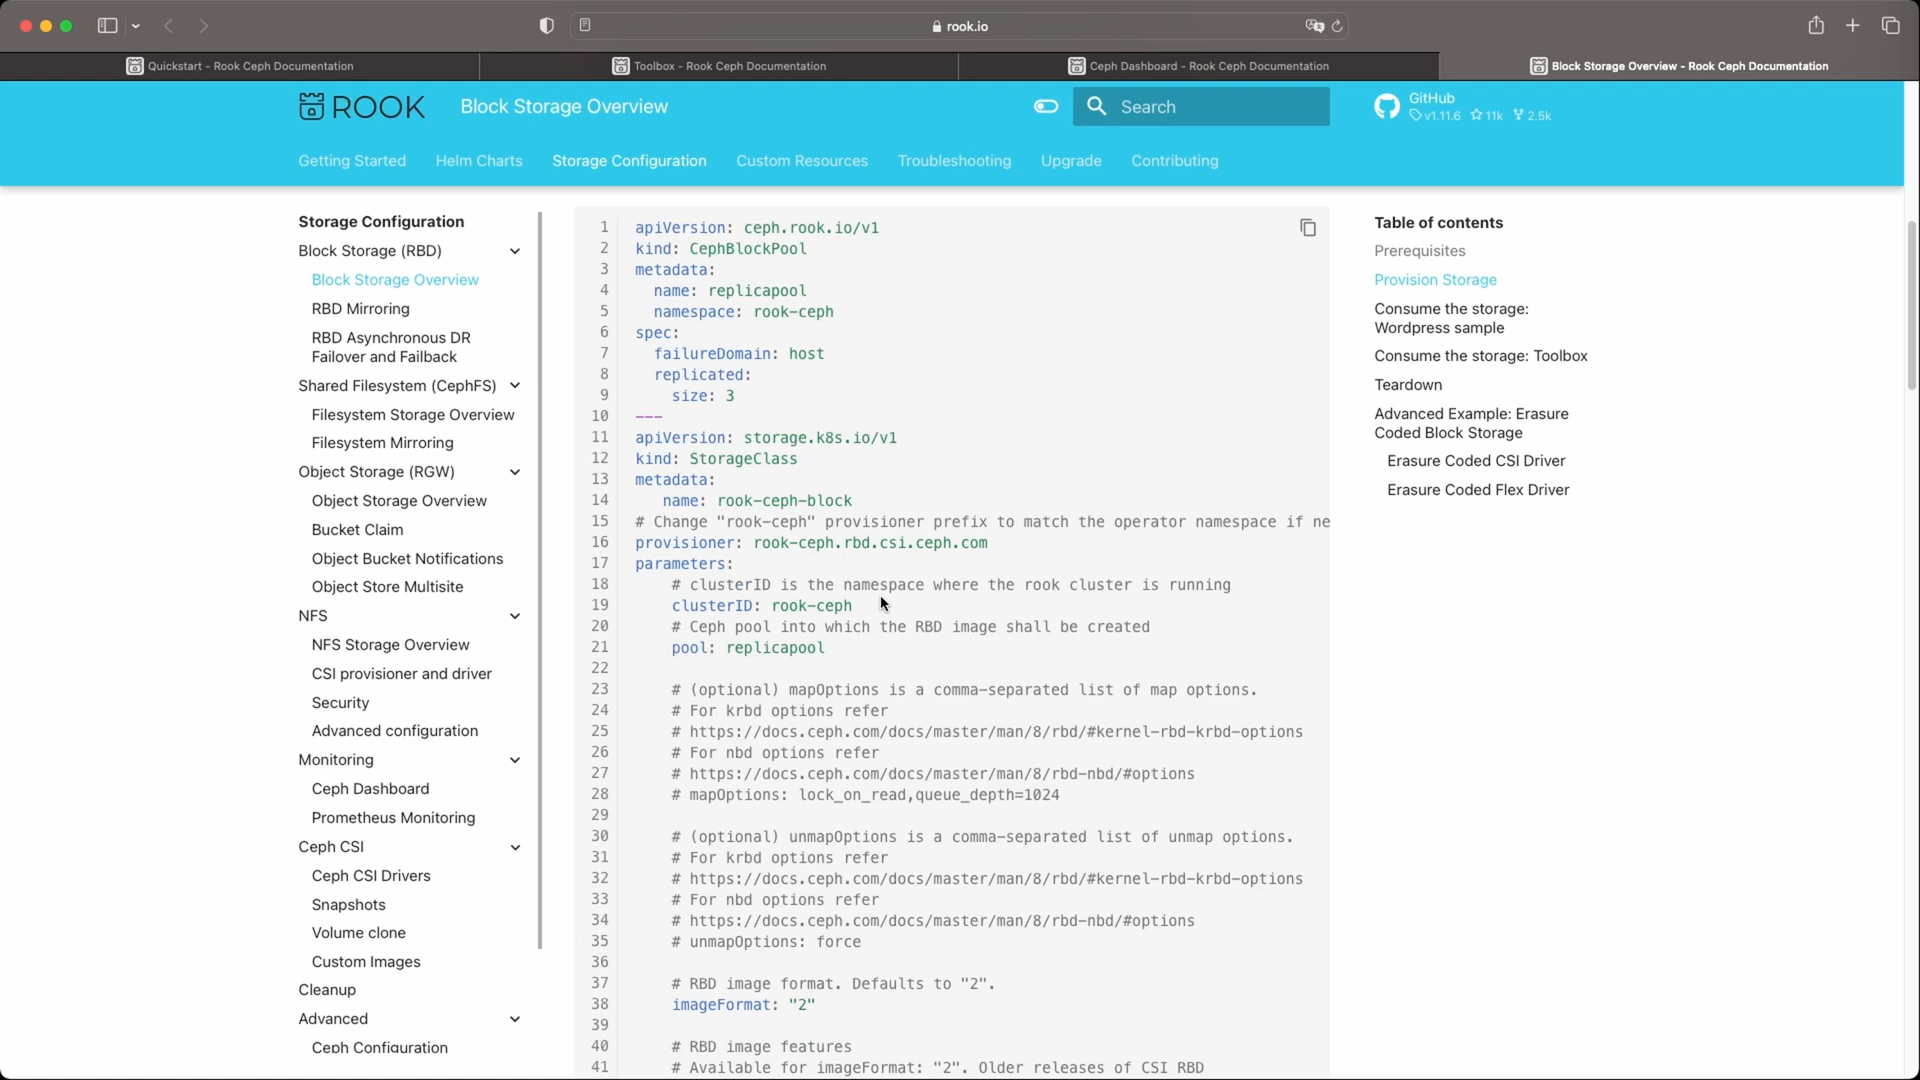 rook.io
Quickstart - Rook Ceph Documentation
Toolbox - Rook Ceph Documentation
Ceph Dashboard - Rook Ceph Documentation
Block Storage Overview - Rook Ceph Documentation
ROOK
Block Storage Overview
Search
GitHub
v1.11.6 11k 2.5k
Getting Started
Helm Charts
Storage Configuration
Custom Resources
Troubleshooting
Upgrade
Contributing
Storage Configuration
Block Storage (RBD)
Block Storage Overview
RBD Mirroring
RBD Asynchronous DR
Failover and Failback
Shared Filesystem (CephFS)
Filesystem Storage Overview
Filesystem Mirroring
Object Storage (RGW)
Object Storage Overview
Bucket Claim
Object Bucket Notifications
Object Store Multisite
NFS
NFS Storage Overview
CSI provisioner and driver
Security
Advanced configuration
Monitoring
Ceph Dashboard
Prometheus Monitoring
Ceph CSI
Ceph CSI Drivers
Snapshots
Volume clone
Custom Images
Cleanup
Advanced
Ceph Configuration
1 apiVersion: ceph.rook.io/v1
2 kind: CephBlockPool
3 metadata:
4   name: replicapool
5   namespace: rook-ceph
6 spec:
7   failureDomain: host
8   replicated:
9     size: 3
10 ---
11 apiVersion: storage.k8s.io/v1
12 kind: StorageClass
13 metadata:
14    name: rook-ceph-block
15 # Change "rook-ceph" provisioner prefix to match the operator namespace if ne
16 provisioner: rook-ceph.rbd.csi.ceph.com
17 parameters:
18     # clusterID is the namespace where the rook cluster is running
19     clusterID: rook-ceph
20     # Ceph pool into which the RBD image shall be created
21     pool: replicapool
22
23     # (optional) mapOptions is a comma-separated list of map options.
24     # For krbd options refer
25     # https://docs.ceph.com/docs/master/man/8/rbd/#kernel-rbd-krbd-options
26     # For nbd options refer
27     # https://docs.ceph.com/docs/master/man/8/rbd-nbd/#options
28     # mapOptions: lock_on_read,queue_depth=1024
29
30     # (optional) unmapOptions is a comma-separated list of unmap options.
31     # For krbd options refer
32     # https://docs.ceph.com/docs/master/man/8/rbd/#kernel-rbd-krbd-options
33     # For nbd options refer
34     # https://docs.ceph.com/docs/master/man/8/rbd-nbd/#options
35     # unmapOptions: force
36
37     # RBD image format. Defaults to "2".
38     imageFormat: "2"
39
40     # RBD image features
41     # Available for imageFormat: "2". Older releases of CSI RBD
Table of contents
Prerequisites
Provision Storage
Consume the storage:
Wordpress sample
Consume the storage: Toolbox
Teardown
Advanced Example: Erasure
Coded Block Storage
Erasure Coded CSI Driver
Erasure Coded Flex Driver